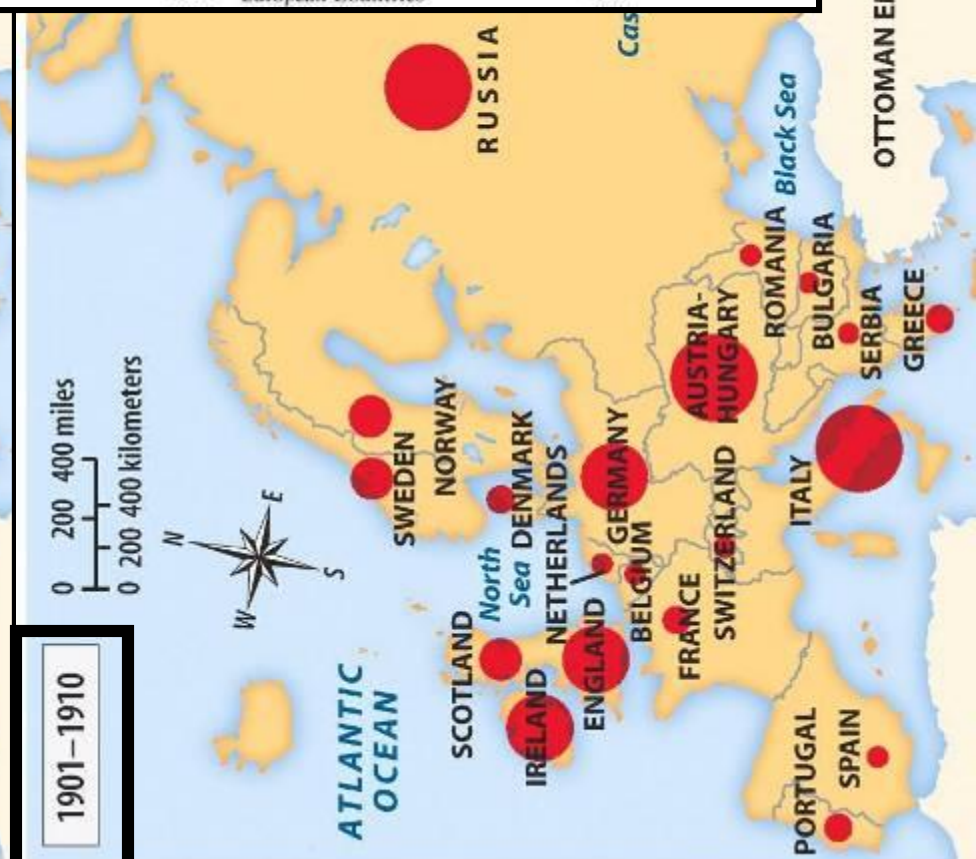 European Countries
1901–1910
0 200 400 miles
0 200 400 kilometers
N
E
S
W
ATLANTIC
OCEAN
North
Sea
Black Sea
Cas
RUSSIA
SWEDEN
NORWAY
DENMARK
SCOTLAND
IRELAND
ENGLAND
NETHERLANDS
BELGIUM
GERMANY
FRANCE
SWITZERLAND
AUSTRIA-
HUNGARY
ROMANIA
BULGARIA
SERBIA
GREECE
ITALY
PORTUGAL
SPAIN
OTTOMAN E